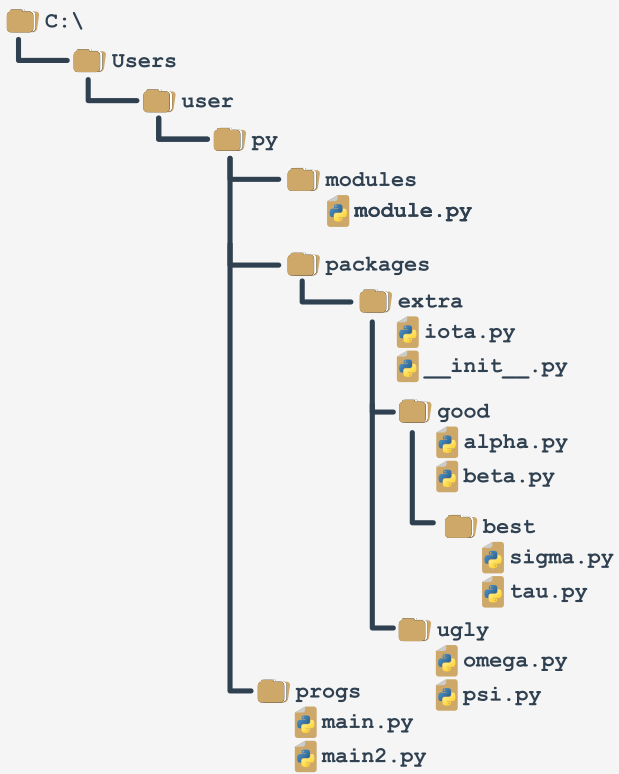 C:\
Users
user
py
modules
module.py
packages
extra
iota.py
__init__.py
good
alpha.py
beta.py
best
sigma.py
tau.py
ugly
omega.py
psi.py
progs
main.py
main2.py